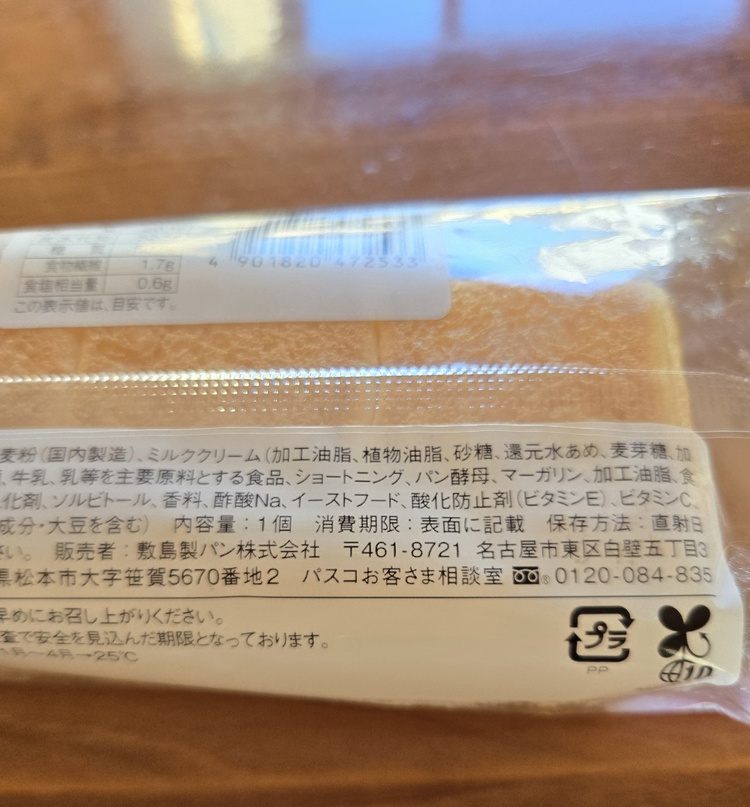 食物繊維 1.7g
食塩相当量 0.6g
この表示値は、目安です。
4 901820 472533
麦粉(国内製造)、ミルククリーム(加工油脂、植物油脂、砂糖、還元水あめ、麦芽糖、加
、牛乳、乳等を主要原料とする食品、ショートニング、パン酵母、マーガリン、加工油脂、食
化剤、ソルビトール、香料、酢酸Na、イーストフード、酸化防止剤(ビタミンE)、ビタミンC、
成分・大豆を含む) 内容量:1個 消費期限:表面に記載 保存方法:直射日
さい。 販売者:敷島製パン株式会社 〒461-8721 名古屋市東区白壁五丁目3
県松本市大字笹賀5670番地2 パスコお客さま相談室 0120-084-835
早めにお召し上がりください。
査で安全を見込んだ期限となっております。
1月〜4月→25℃
プラ
PP